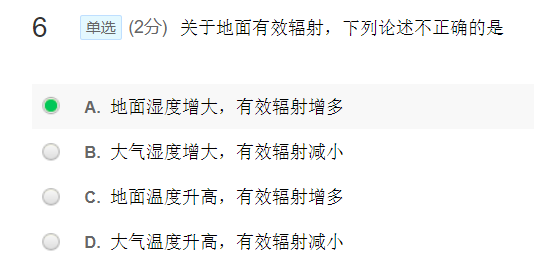 6 单选 (2分) 关于地面有效辐射，下列论述不正确的是
A. 地面湿度增大，有效辐射增多
B. 大气湿度增大，有效辐射减小
C. 地面温度升高，有效辐射增多
D. 大气温度升高，有效辐射减小